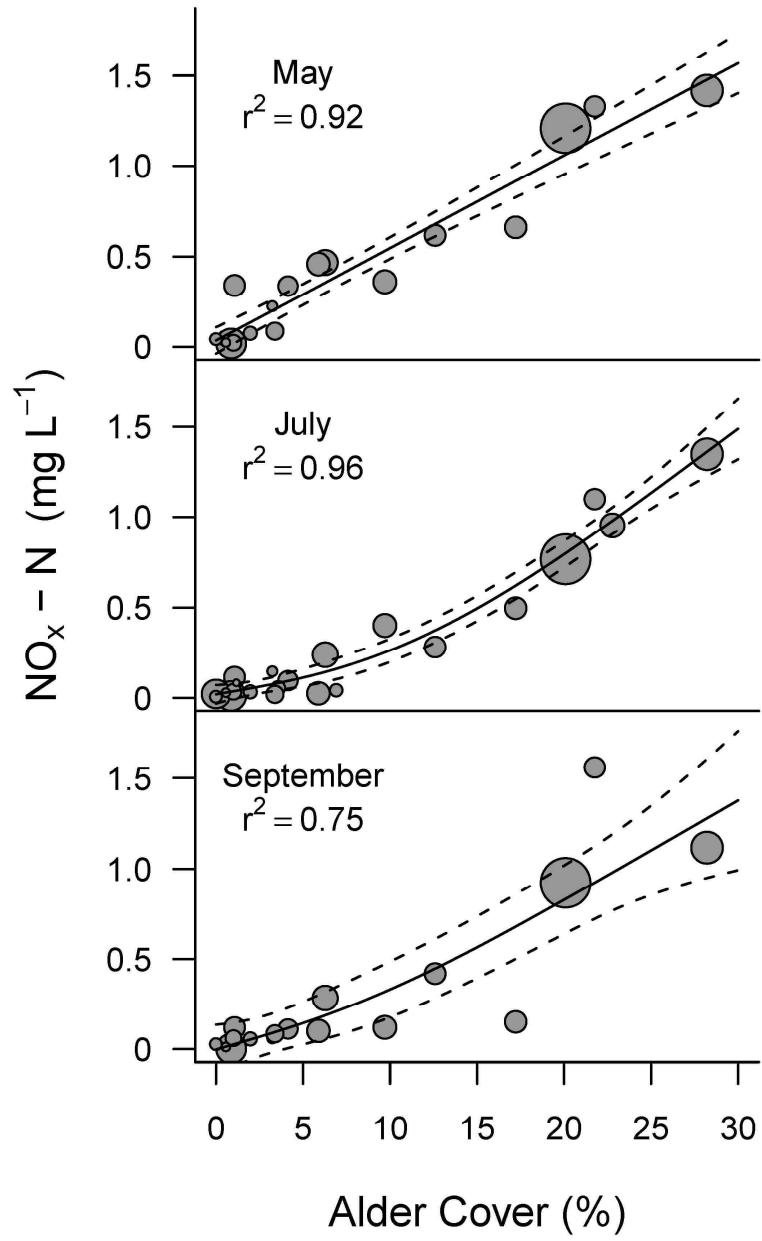 May
r² = 0.92
1.5
1.0
0.5
0
July
r² = 0.96
1.5
1.0
0.5
0
September
r² = 0.75
1.5
1.0
0.5
0
NOₓ − N (mg L⁻¹)
0 5 10 15 20 25 30
Alder Cover (%)